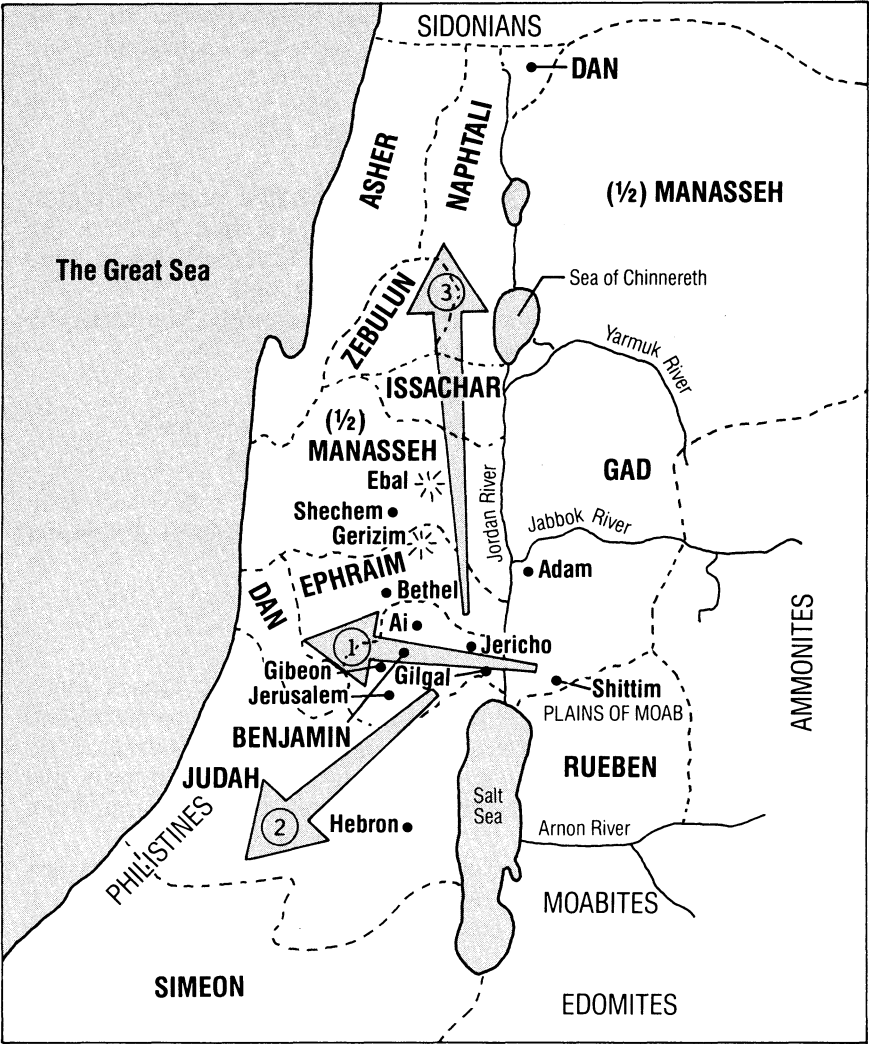 SIDONIANS
DAN
ASHER
NAPHTALI
(½) MANASSEH
The Great Sea
Sea of Chinnereth
3
ZEBULUN
Yarmuk River
ISSACHAR
(½)
MANASSEH
GAD
Ebal
Jordan River
Shechem
Jabbok River
Gerizim
EPHRAIM
Adam
Bethel
DAN
Ai
AMMONITES
1
Jericho
Gibeon
Gilgal
Shittim
Jerusalem
PLAINS OF MOAB
BENJAMIN
RUEBEN
JUDAH
Salt
Sea
PHILISTINES
2
Hebron
Arnon River
MOABITES
SIMEON
EDOMITES